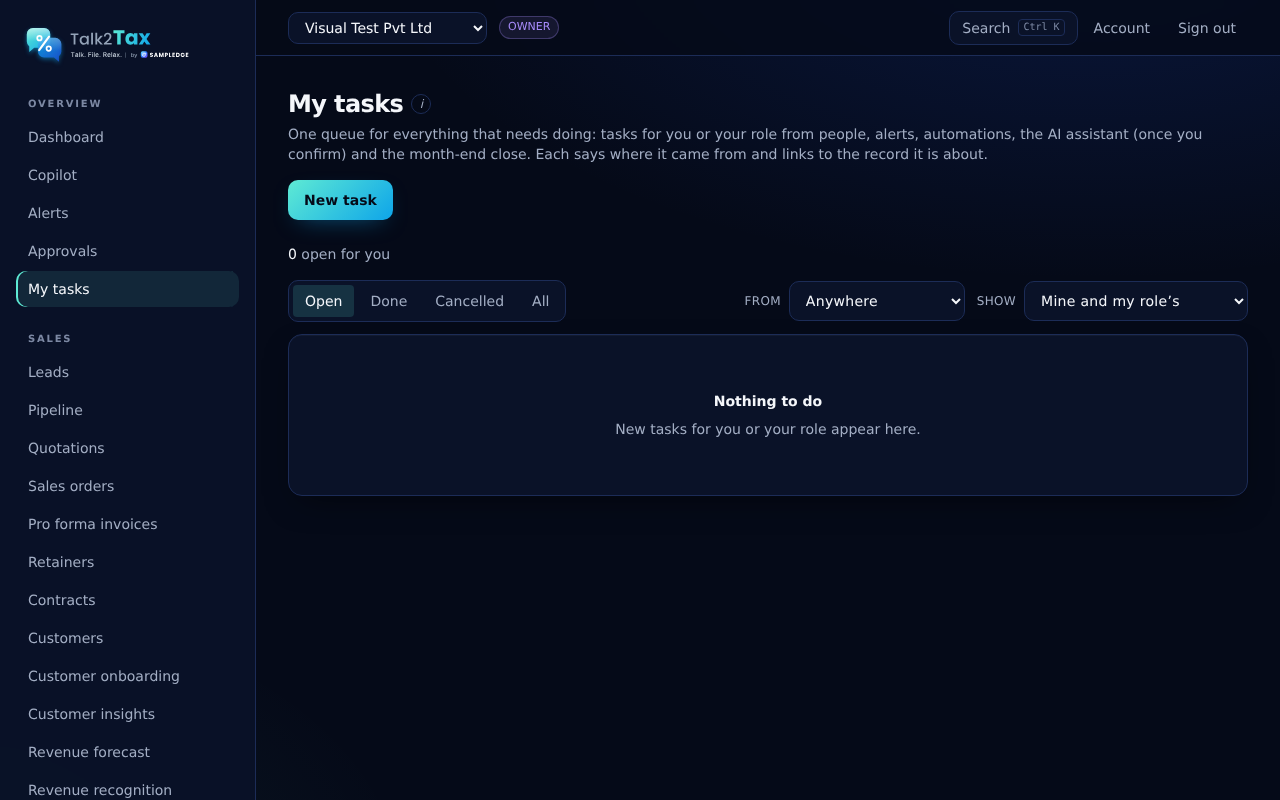 Talk2Tax
Talk. File. Relax. | by SAMPLEDGE
Visual Test Pvt Ltd
OWNER
Search Ctrl K
Account
Sign out
OVERVIEW
Dashboard
Copilot
Alerts
Approvals
My tasks
SALES
Leads
Pipeline
Quotations
Sales orders
Pro forma invoices
Retainers
Contracts
Customers
Customer onboarding
Customer insights
Revenue forecast
Revenue recognition
My tasks i
One queue for everything that needs doing: tasks for you or your role from people, alerts, automations, the AI assistant (once you
confirm) and the month-end close. Each says where it came from and links to the record it is about.
New task
0 open for you
Open Done Cancelled All
FROM Anywhere SHOW Mine and my role’s
Nothing to do
New tasks for you or your role appear here.